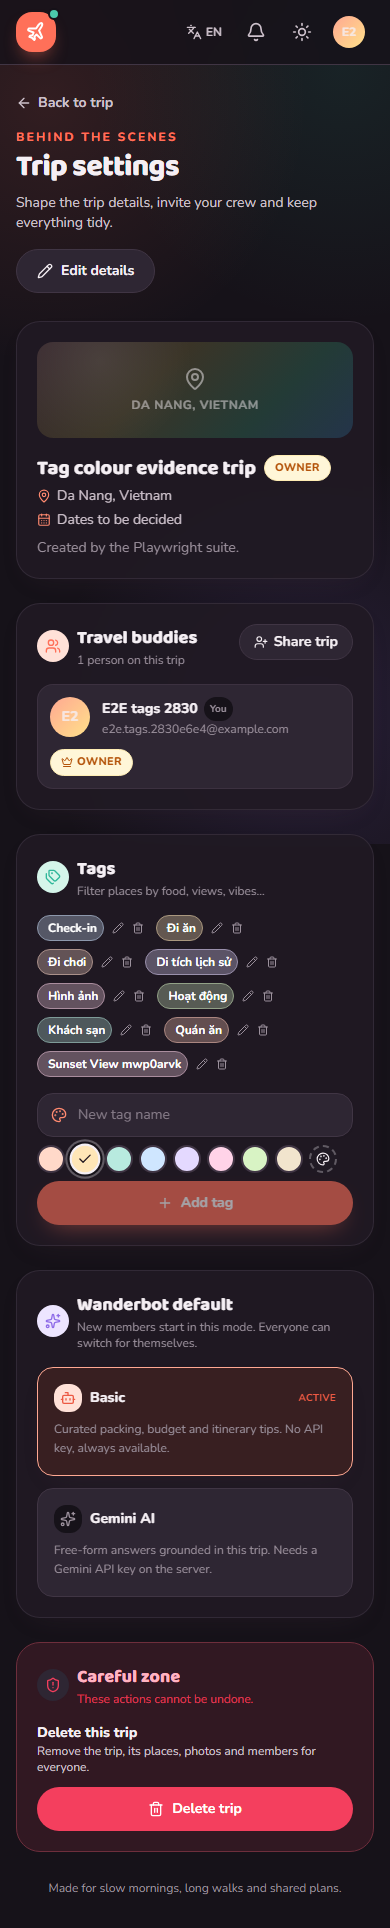 EN
E2
Back to trip
BEHIND THE SCENES
Trip settings
Shape the trip details, invite your crew and keep
everything tidy.
Edit details
DA NANG, VIETNAM
Tag colour evidence trip OWNER
Da Nang, Vietnam
Dates to be decided
Created by the Playwright suite.
Travel buddies
1 person on this trip
Share trip
E2
E2E tags 2830 You
e2e.tags.2830e6e4@example.com
OWNER
Tags
Filter places by food, views, vibes...
Check-in Đi ăn
Đi chơi Di tích lịch sử
Hình ảnh Hoạt động
Khách sạn Quán ăn
Sunset View mwp0arvk
New tag name
Add tag
Wanderbot default
New members start in this mode. Everyone can
switch for themselves.
Basic ACTIVE
Curated packing, budget and itinerary tips. No API
key, always available.
Gemini AI
Free-form answers grounded in this trip. Needs a
Gemini API key on the server.
Careful zone
These actions cannot be undone.
Delete this trip
Remove the trip, its places, photos and members for
everyone.
Delete trip
Made for slow mornings, long walks and shared plans.